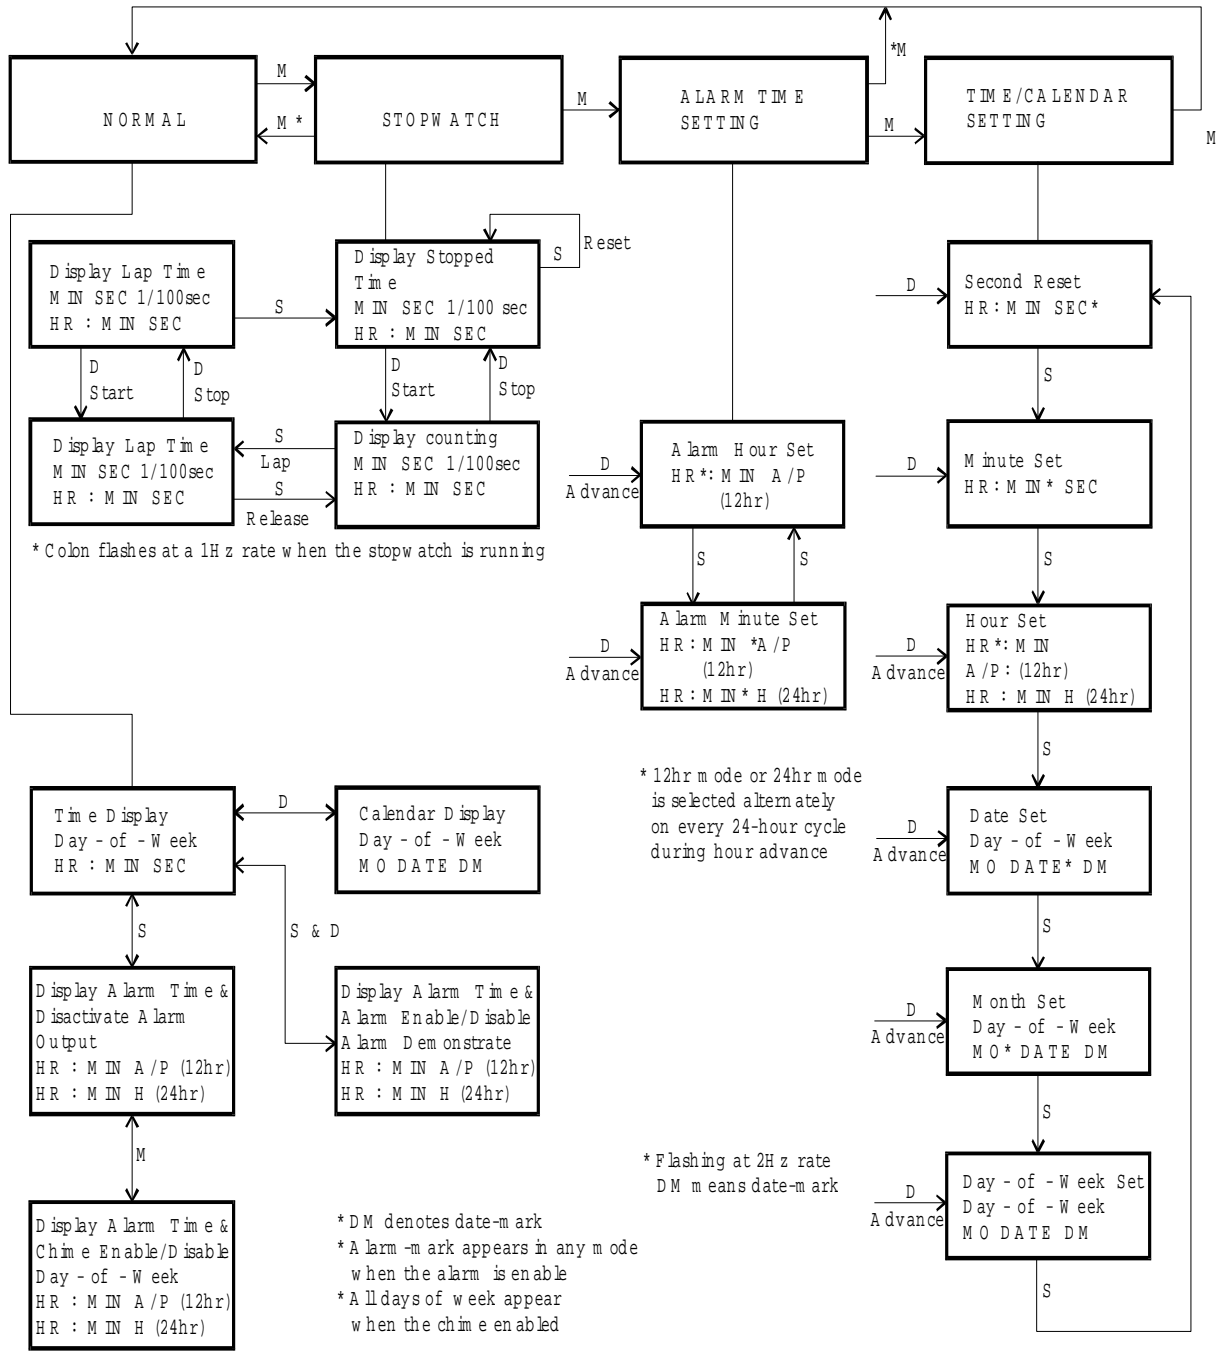 *M
NORMAL
M
M *
STOPWATCH
M
ALARM TIME
SETTING
M
TIME/CALENDAR
SETTING
M
Display Lap Time
MIN SEC 1/100sec
HR : MIN SEC
S
Display Stopped
Time
MIN SEC 1/100 sec
HR : MIN SEC
S
Reset
D
Start
D
Stop
D
Start
D
Stop
Display Lap Time
MIN SEC 1/100sec
HR : MIN SEC
S
Lap
S
Release
Display counting
MIN SEC 1/100sec
HR : MIN SEC
* Colon flashes at a 1Hz rate when the stopwatch is running
D
Advance
Alarm Hour Set
HR*: MIN A/P
(12hr)
S
S
D
Advance
Alarm Minute Set
HR: MIN *A/P
(12hr)
HR: MIN* H (24hr)
* 12hr mode or 24hr mode
is selected alternately
on every 24-hour cycle
during hour advance
D
Second Reset
HR: MIN SEC*
S
D
Minute Set
HR: MIN* SEC
S
D
Advance
Hour Set
HR*: MIN
A/P: (12hr)
HR : MIN H (24hr)
S
D
Advance
Date Set
Day - of - Week
MO DATE* DM
S
D
Advance
Month Set
Day - of - Week
MO* DATE DM
S
D
Advance
Day - of - Week Set
Day - of - Week
MO DATE DM
S
* Flashing at 2Hz rate
DM means date-mark
Time Display
Day - of - Week
HR : MIN SEC
D
Calendar Display
Day - of - Week
MO DATE DM
S
S & D
Display Alarm Time &
Disactivate Alarm
Output
HR : MIN A/P (12hr)
HR : MIN H (24hr)
Display Alarm Time &
Alarm Enable/Disable
Alarm Demonstrate
HR : MIN A/P (12hr)
HR : MIN H (24hr)
M
Display Alarm Time &
Chime Enable/Disable
Day - of - Week
HR : MIN A/P (12hr)
HR : MIN H (24hr)
* DM denotes date-mark
* Alarm-mark appears in any mode
when the alarm is enable
* All days of week appear
when the chime enabled